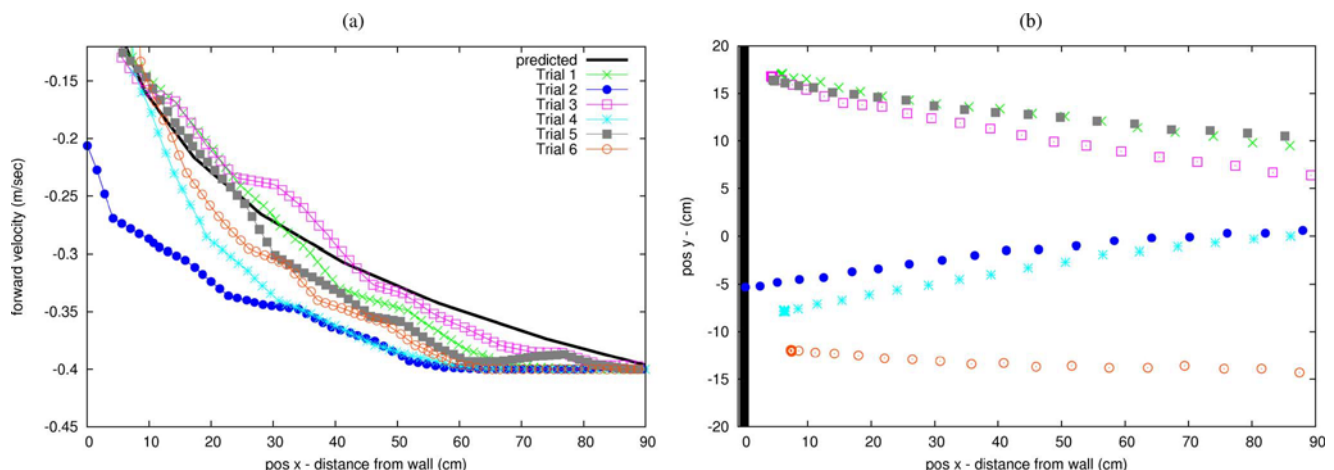 (a)
-0.15
-0.2
-0.25
-0.3
-0.35
-0.4
-0.45
forward velocity (m/sec)
predicted
Trial 1
Trial 2
Trial 3
Trial 4
Trial 5
Trial 6
0 10 20 30 40 50 60 70 80 90
pos x - distance from wall (cm)
(b)
20
15
10
5
0
-5
-10
-15
-20
pos y - (cm)
0 10 20 30 40 50 60 70 80 90
pos x - distance from wall (cm)